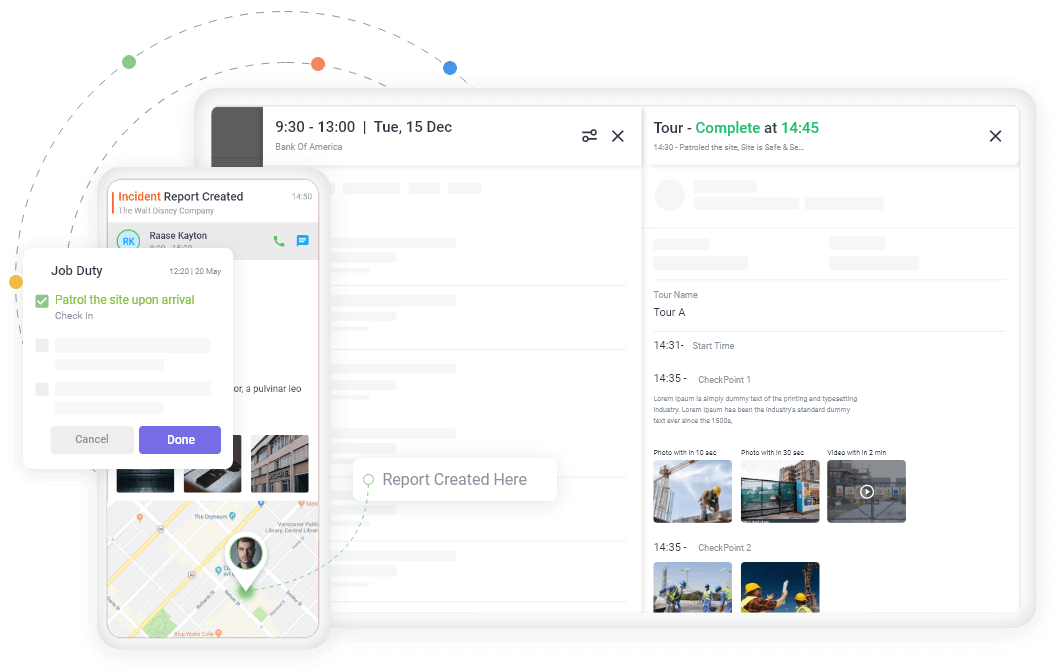 9:30 - 13:00 | Tue, 15 Dec
Bank Of America
Tour - Complete at 14:45
14:30 - Patroled the site, Site is Safe & Se...
Incident Report Created
14:50
The Walt Disney Company
RK
Raase Kayton
Job Duty
12:20 | 20 May
Patrol the site upon arrival
Check In
Cancel
Done
or, a pulvinar leo
Report Created Here
The Orpheum
Vancouver Publ
Library, Central Librar
Blue Water Cafe
Tour Name
Tour A
14:31- Start Time
14:35 - CheckPoint 1
Lorem Ipsum is simply dummy text of the printing and typesetting
industry. Lorem Ipsum has been the industry's standard dummy
text ever since the 1500s,
Photo with in 10 sec
Photo with in 30 sec
Video with in 2 min
14:35 - CheckPoint 2